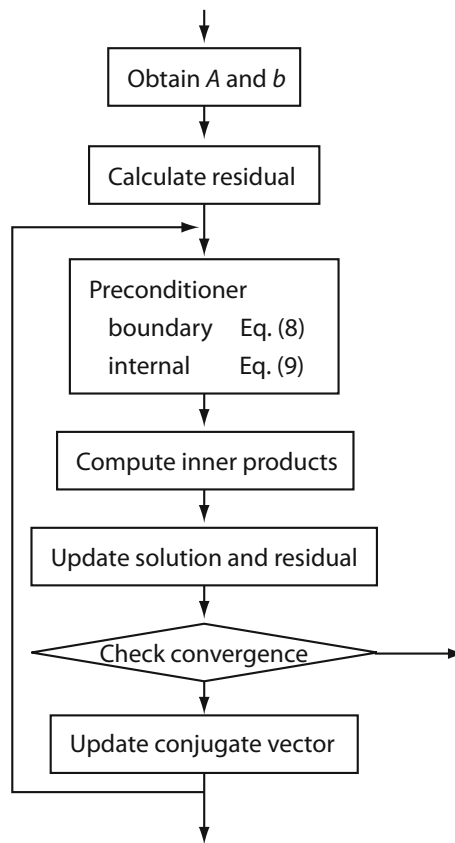 Obtain A and b
Calculate residual
Preconditioner
boundary Eq. (8)
internal Eq. (9)
Compute inner products
Update solution and residual
Check convergence
Update conjugate vector